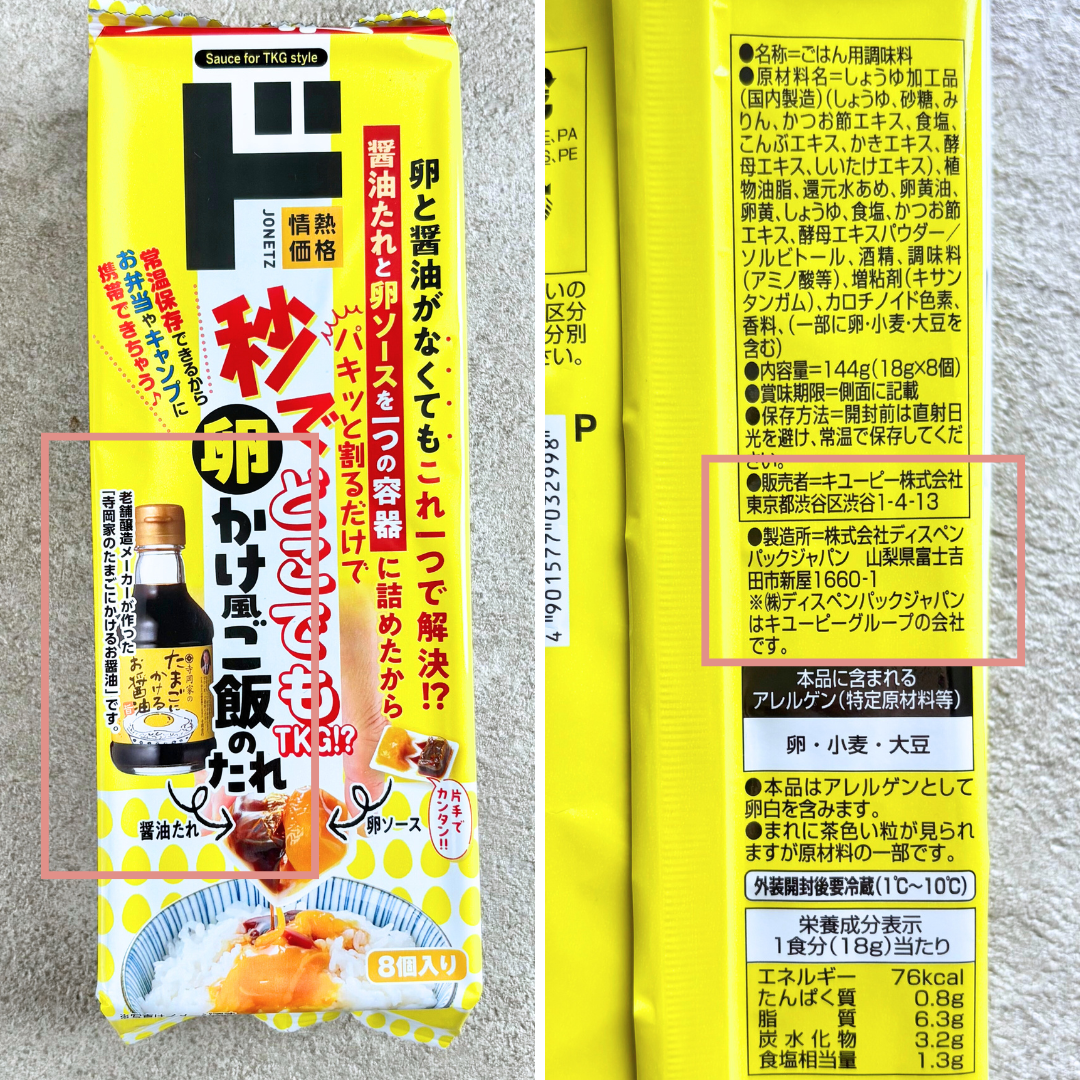 Sauce for TKG style
ド
JONETZ
情熱
価格
卵と醤油がなくてもこれ一つで解決!?
醤油たれと卵ソースを一つの容器に詰めたから
パキッと割るだけで
秒でどこでも
TKG!?
卵かけ風ご飯のたれ
常温保存できるから
お弁当やキャンプに
携帯できちゃう♪
老舗醸造メーカーが作った
「寺岡家のたまごにかけるお醤油」です。
寺岡家の
たまごに
かける
お醤油
醤油たれ
卵ソース
片手で
カンタン!!
8個入り
E、PA
PE
いの
区分
分別
さい。
P
4"901577"032998"
●名称=ごはん用調味料
●原材料名=しょうゆ加工品
(国内製造)(しょうゆ、砂糖、み
りん、かつお節エキス、食塩、
こんぶエキス、かきエキス、酵
母エキス、しいたけエキス)、植
物油脂、還元水あめ、卵黄油、
卵黄、しょうゆ、食塩、かつお節
エキス、酵母エキスパウダー/
ソルビトール、酒精、調味料
(アミノ酸等)、増粘剤(キサン
タンガム)、カロチノイド色素、
香料、(一部に卵・小麦・大豆を
含む)
●内容量=144g(18g×8個)
●賞味期限=側面に記載
●保存方法=開封前は直射日
光を避け、常温で保存してくだ
さい。
●販売者=キユーピー株式会社
東京都渋谷区渋谷1-4-13
●製造所=株式会社ディスペン
パックジャパン 山梨県富士吉
田市新屋1660-1
※㈱ディスペンパックジャパン
はキユーピーグループの会社
です。
本品に含まれる
アレルゲン(特定原材料等)
卵・小麦・大豆
●本品はアレルゲンとして
卵白を含みます。
●まれに茶色い粒が見られ
ますが原材料の一部です。
外装開封後要冷蔵(1℃~10℃)
栄養成分表示
1食分(18g)当たり
エネルギー 76kcal
たんぱく質 0.8g
脂質 6.3g
炭水化物 3.2g
食塩相当量 1.3g